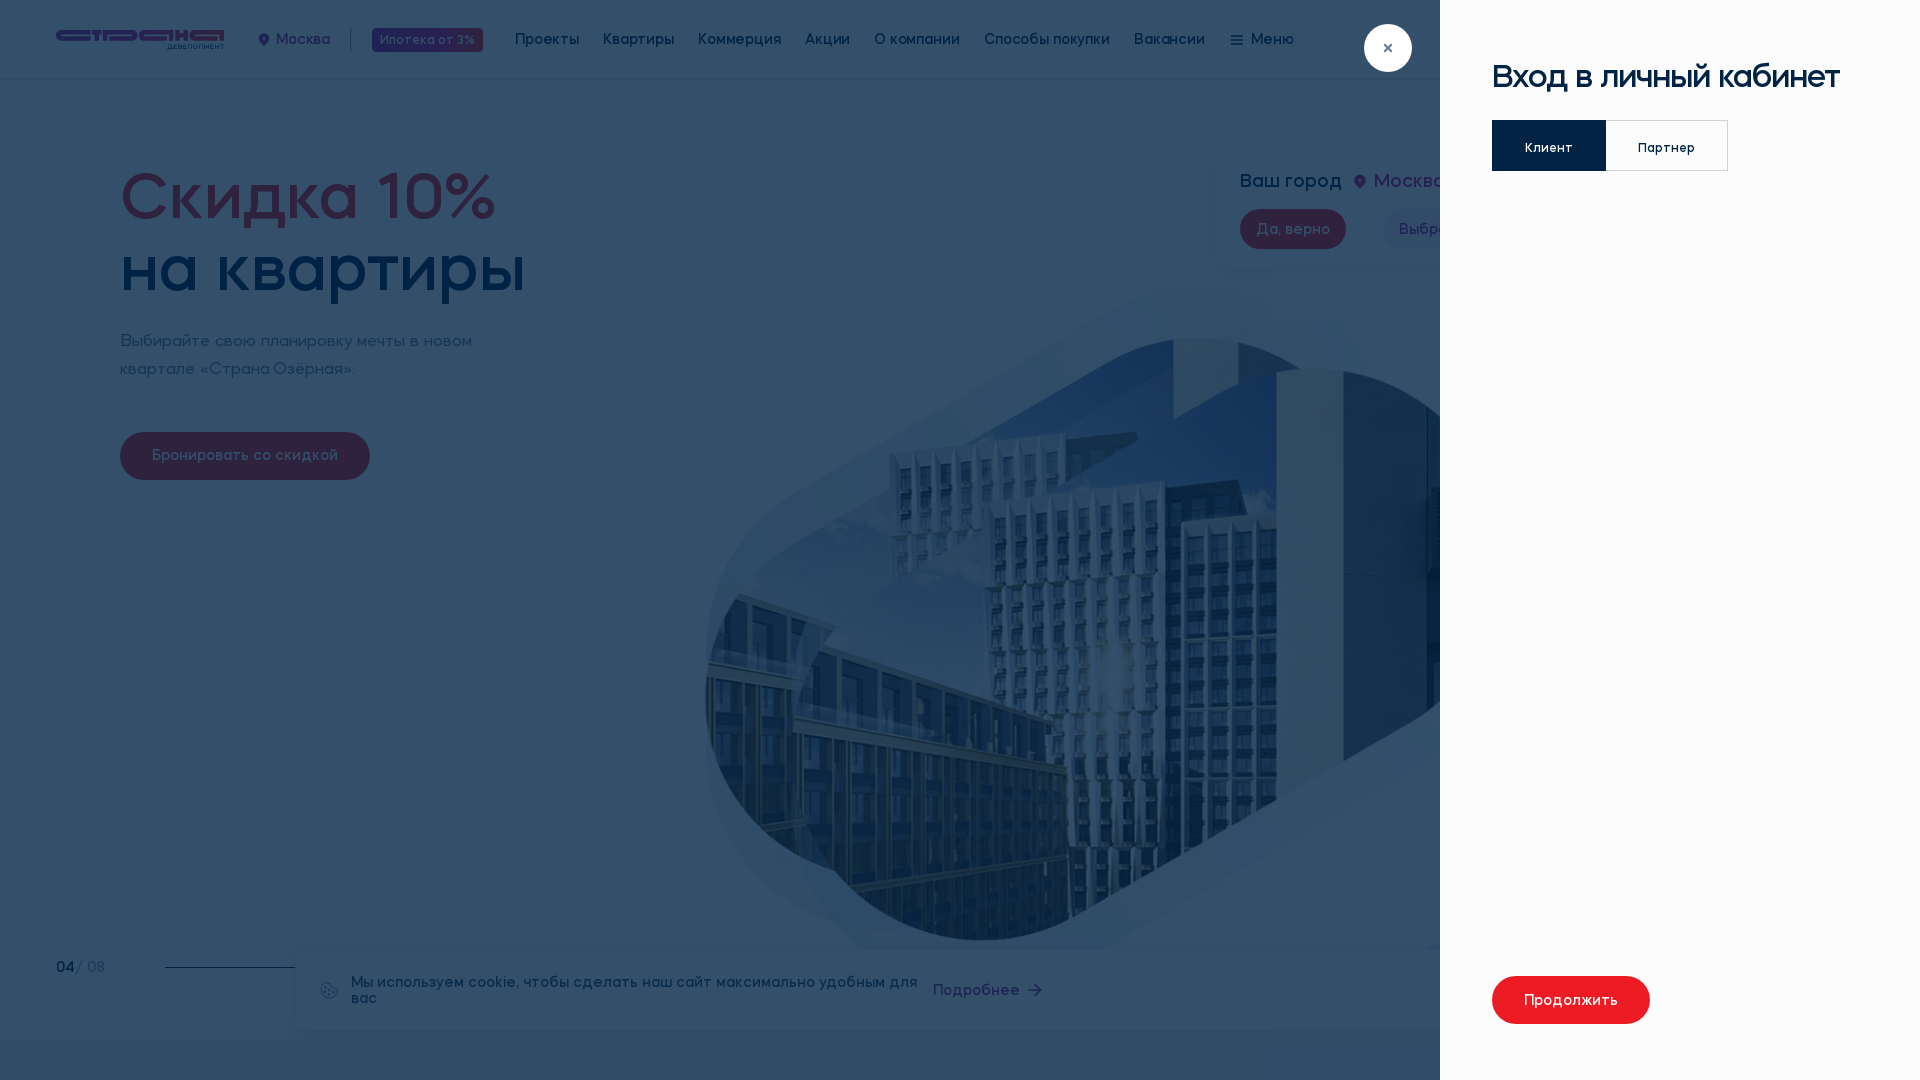 СТРАНА
ДЕВЕЛОПМЕНТ
Москва
Ипотека от 3%
Проекты
Квартиры
Коммерция
Акции
О компании
Способы покупки
Вакансии
Меню
Скидка 10%
на квартиры
Выбирайте свою планировку мечты в новом
квартале «Страна.Озёрная».
Бронировать со скидкой
Ваш город
Москва
Да, верно
04 / 08
Мы используем cookie, чтобы сделать наш сайт максимально удобным для
вас
Подробнее
Вход в личный кабинет
Клиент
Партнер
Продолжить